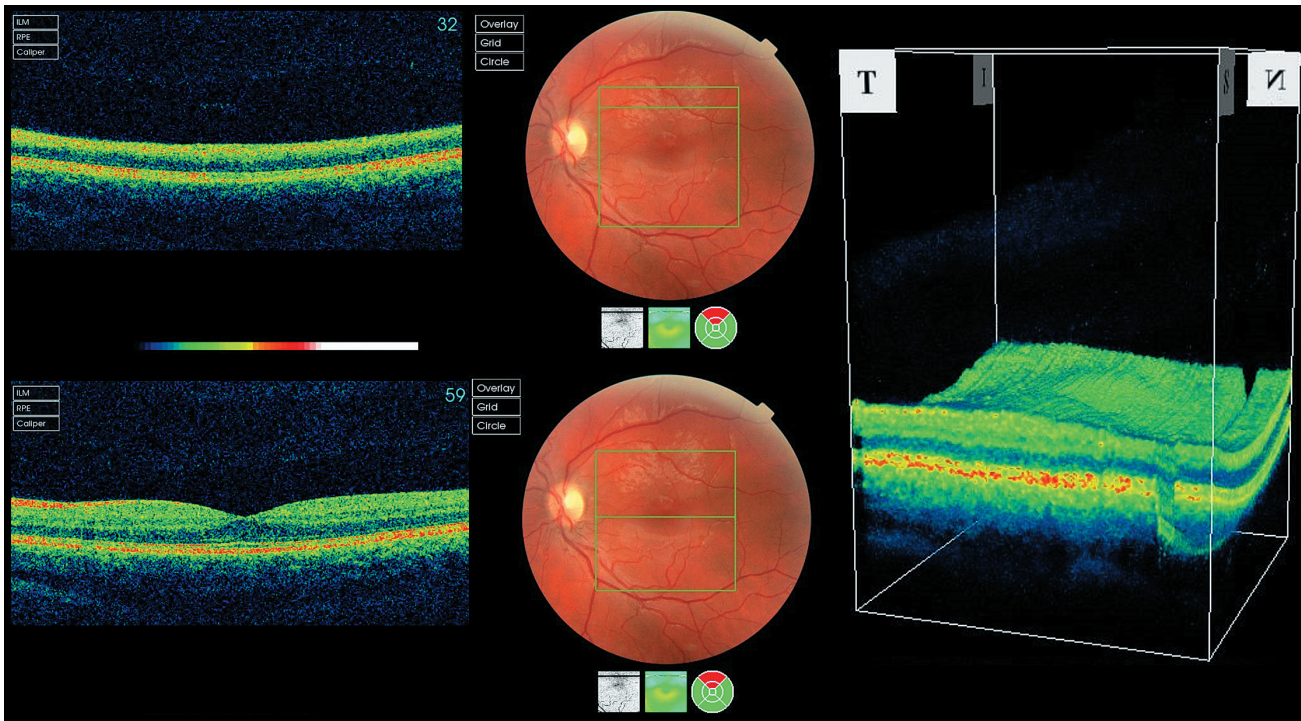 ILM
RPE
Caliper
32
Overlay
Grid
Circle
T
I
S
N
ILM
RPE
Caliper
59
Overlay
Grid
Circle